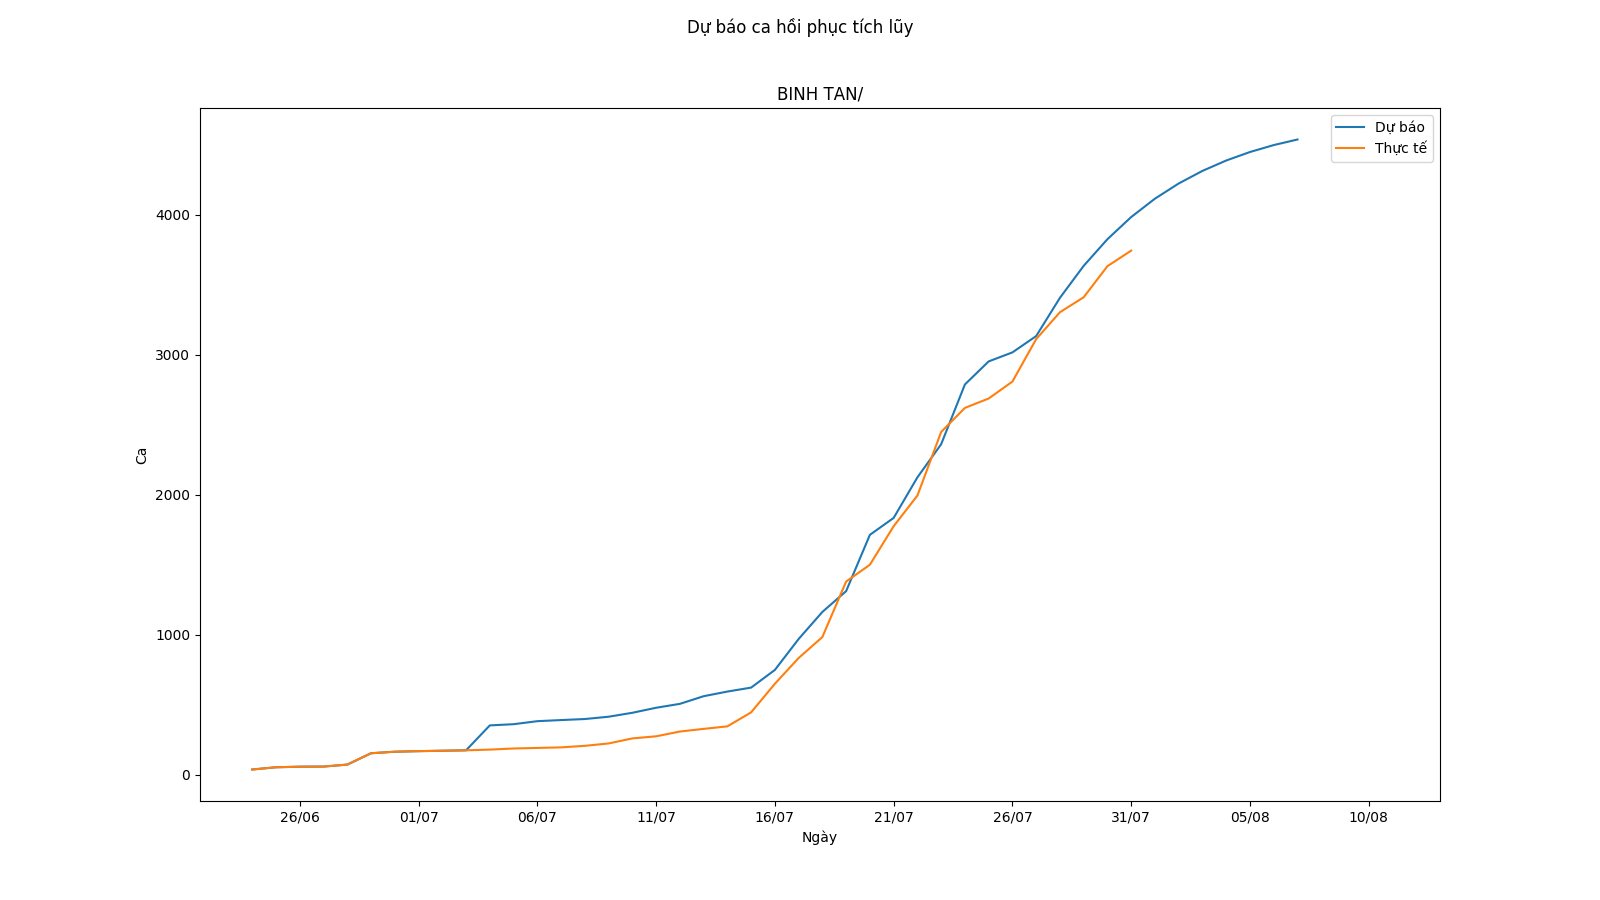 Dự báo ca hồi phục tích lũy
BINH TAN/
Dự báo
Thực tế
4000
3000
2000
1000
0
Ca
26/06 01/07 06/07 11/07 16/07 21/07 26/07 31/07 05/08 10/08
Ngày